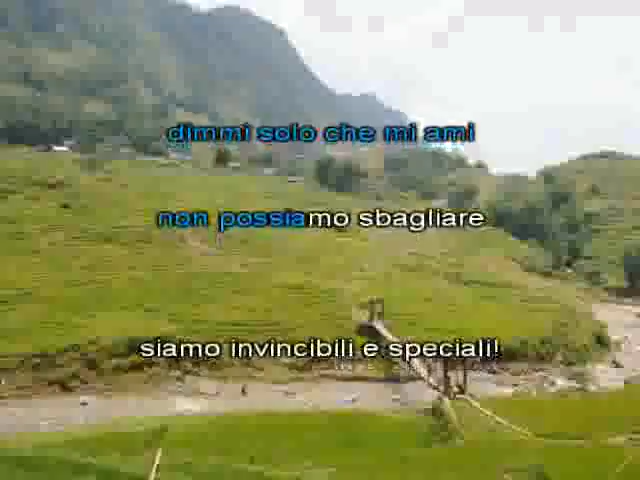 dimmi solo che mi ami
non possiamo sbagliare
siamo invincibili e speciali!